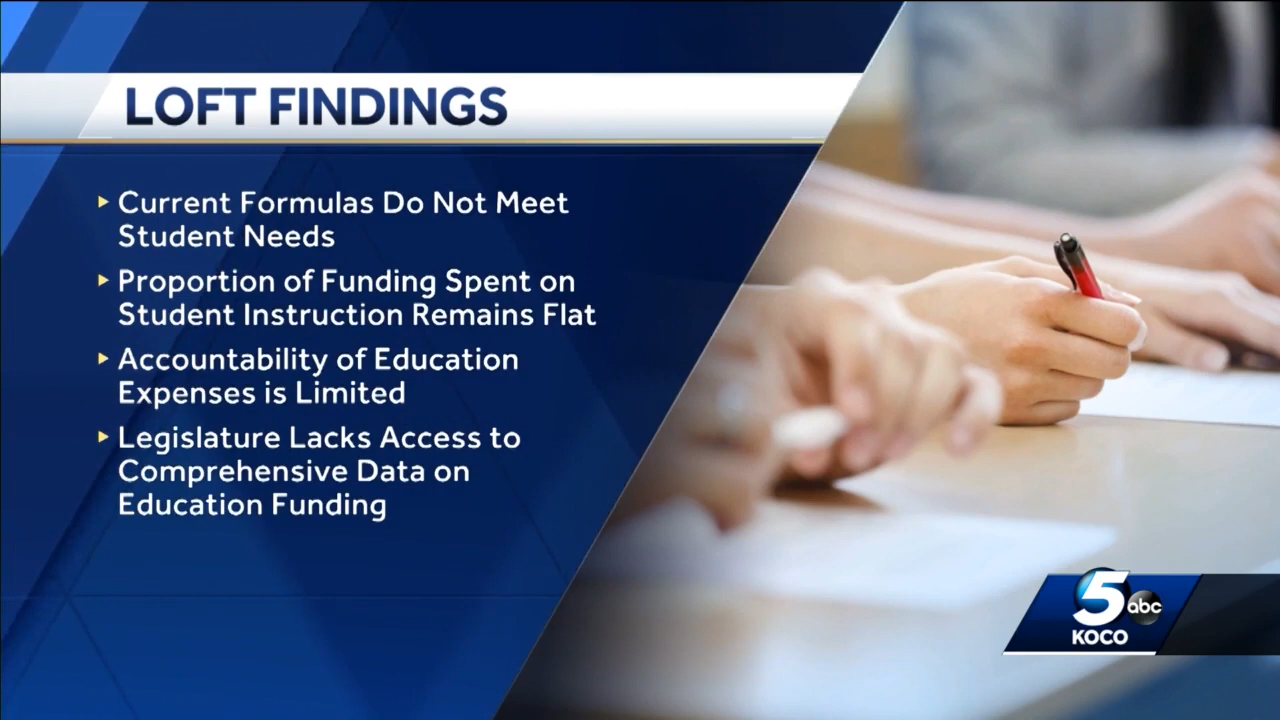 LOFT FINDINGS
Current Formulas Do Not Meet
Student Needs
Proportion of Funding Spent on
Student Instruction Remains Flat
Accountability of Education
Expenses is Limited
Legislature Lacks Access to
Comprehensive Data on
Education Funding
5 abc
KOCO